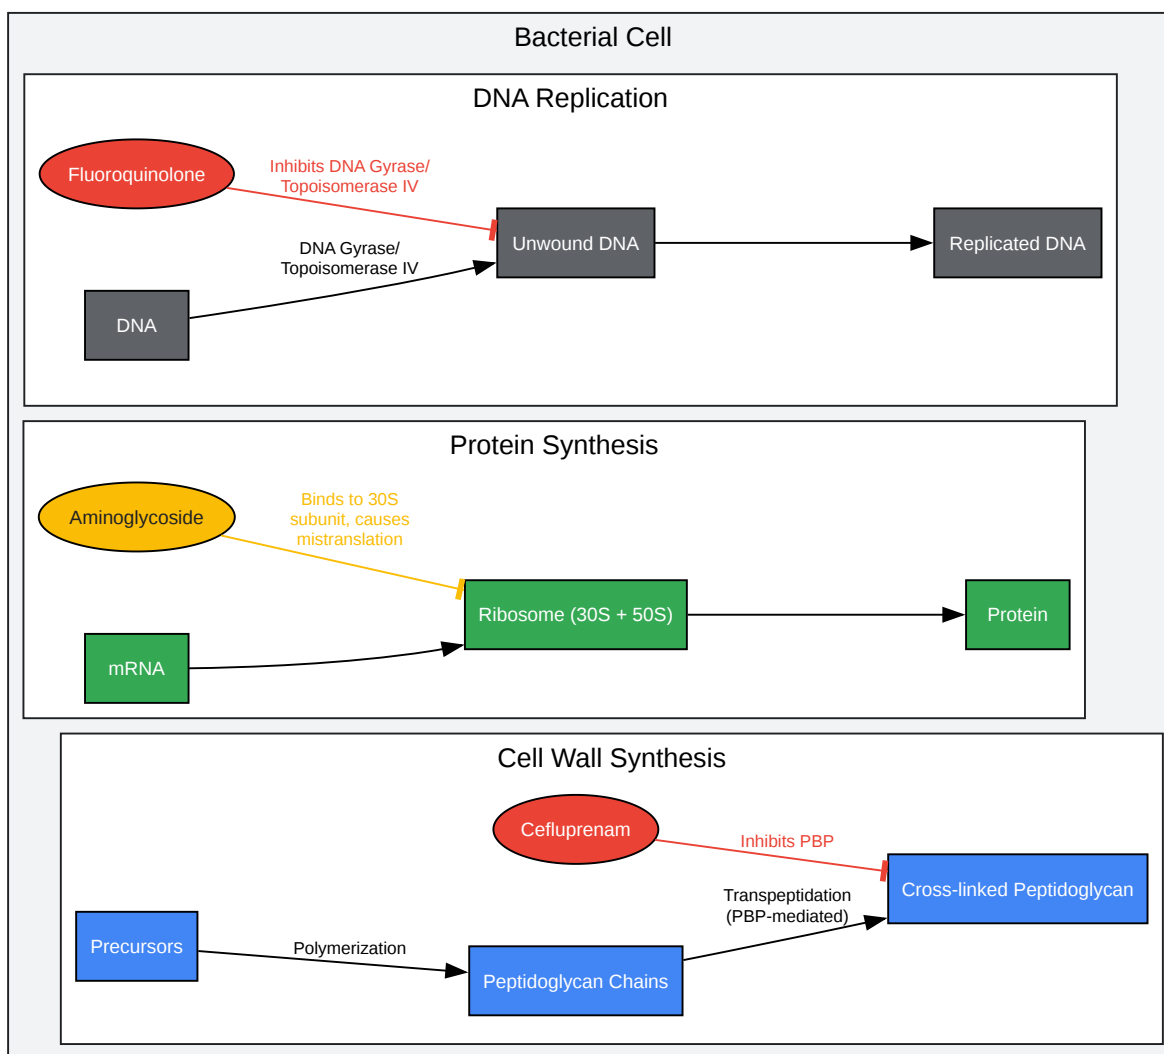 Bacterial Cell
DNA Replication
Fluoroquinolone
Inhibits DNA Gyrase/
Topoisomerase IV
Unwound DNA
Replicated DNA
DNA Gyrase/
Topoisomerase IV
DNA
Protein Synthesis
Aminoglycoside
Binds to 30S
subunit, causes
mistranslation
Ribosome (30S + 50S)
Protein
mRNA
Cell Wall Synthesis
Cefluprenam
Inhibits PBP
Cross-linked Peptidoglycan
Transpeptidation
(PBP-mediated)
Precursors
Polymerization
Peptidoglycan Chains